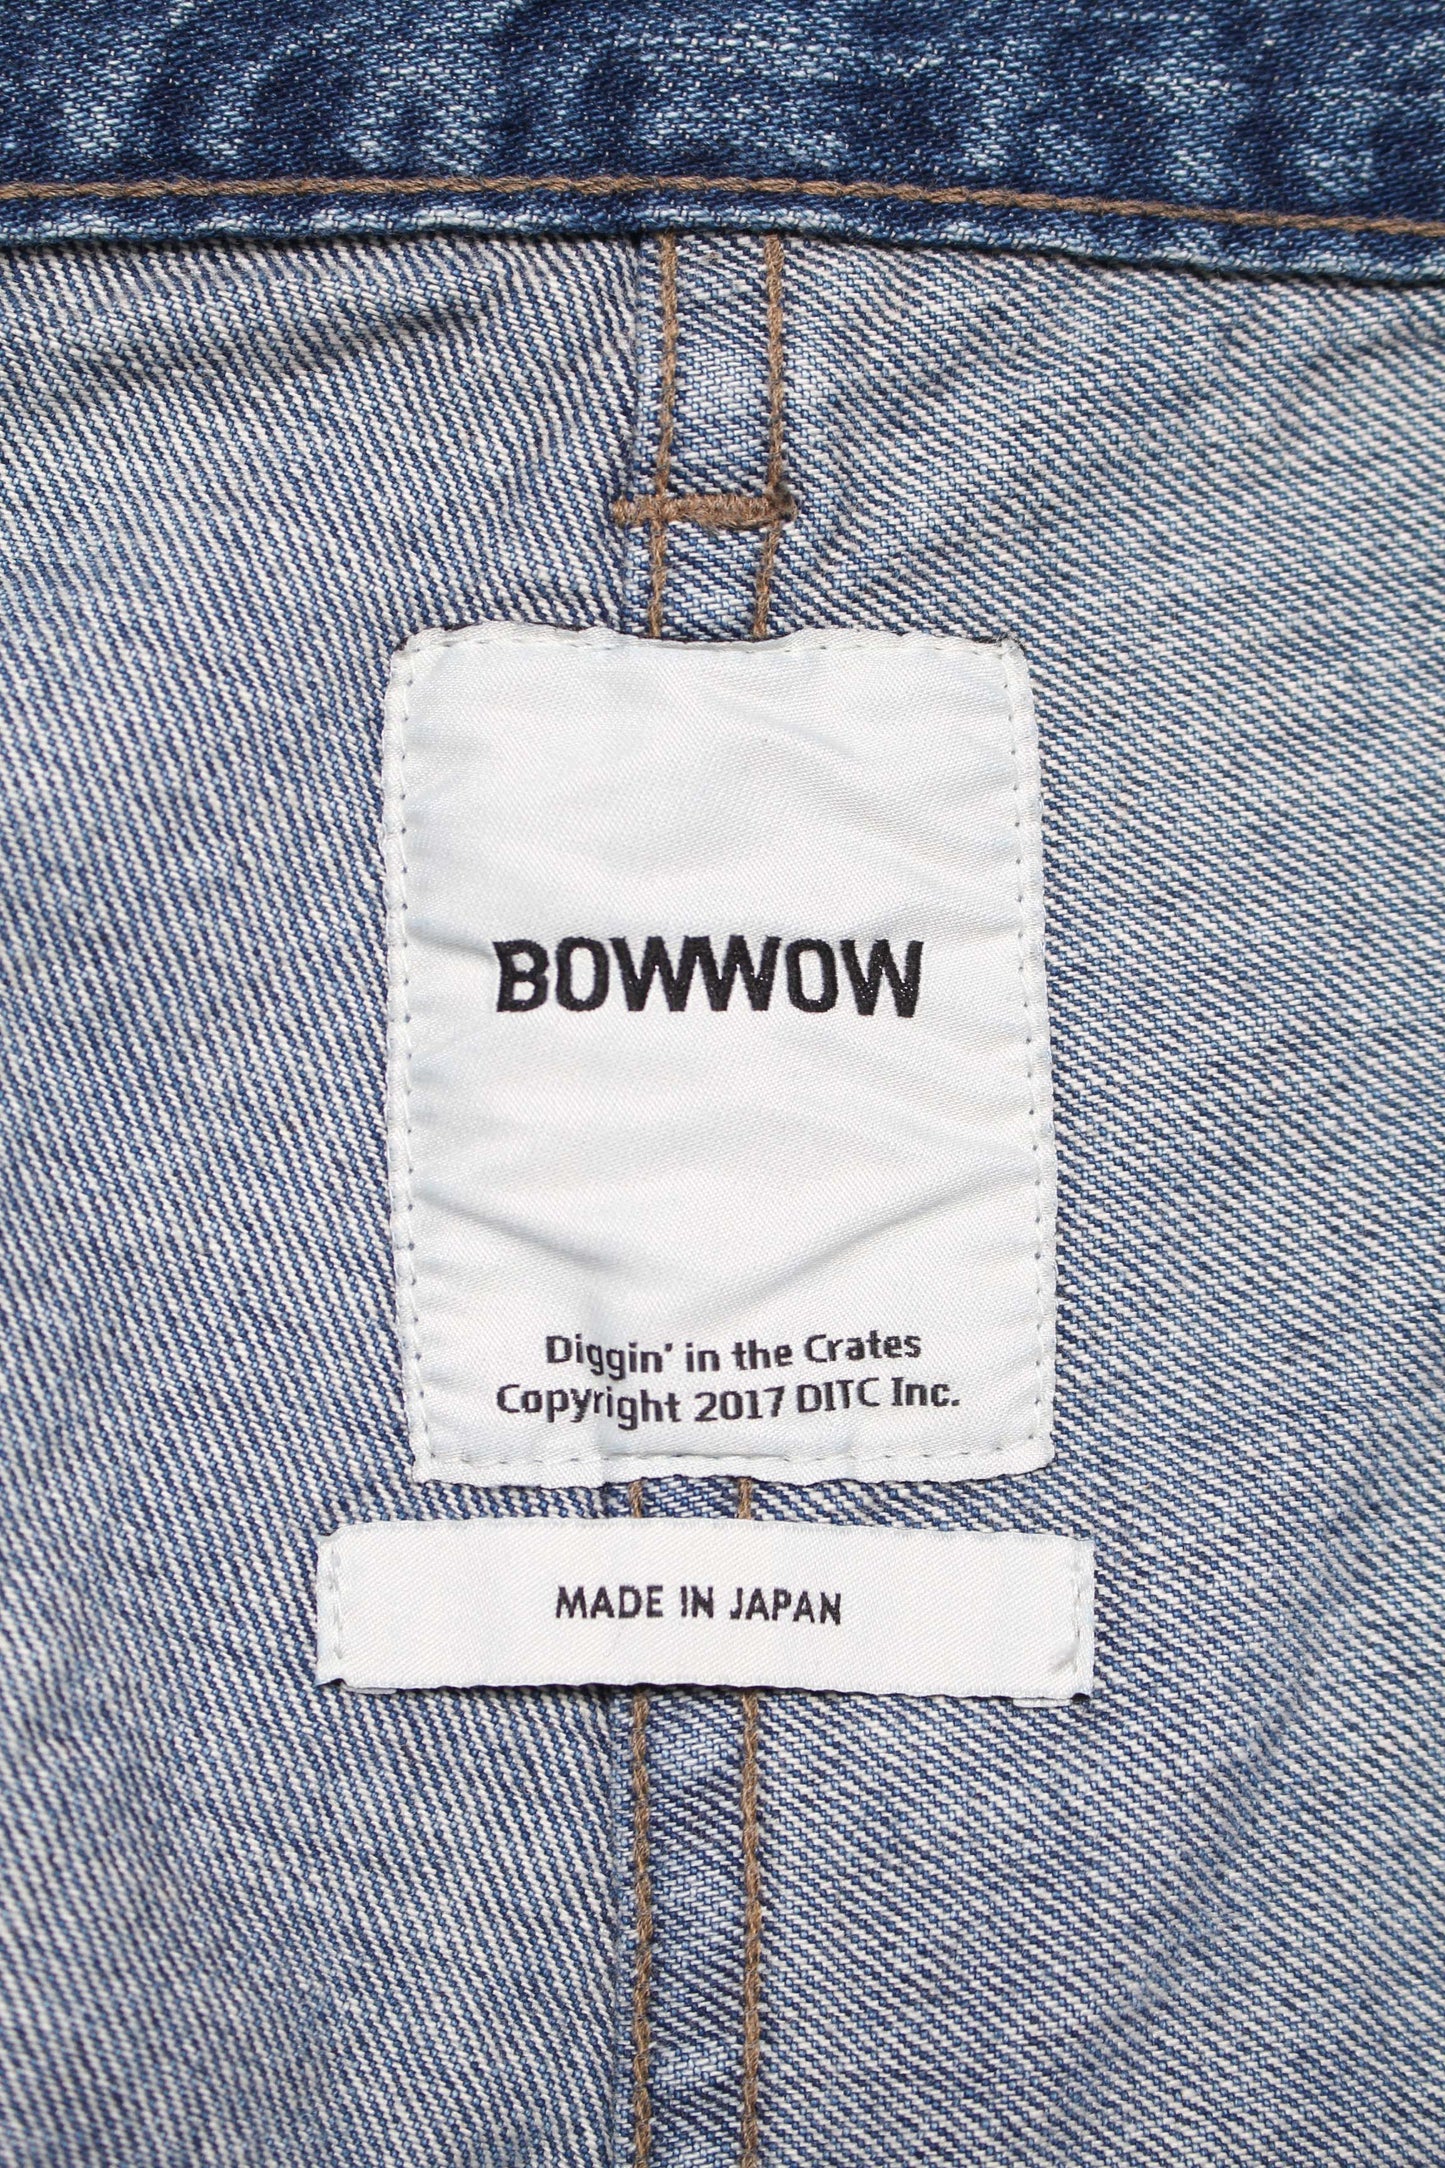 BOWWOW
Diggin' in the Crates
Copyright 2017 DITC Inc.
MADE IN JAPAN